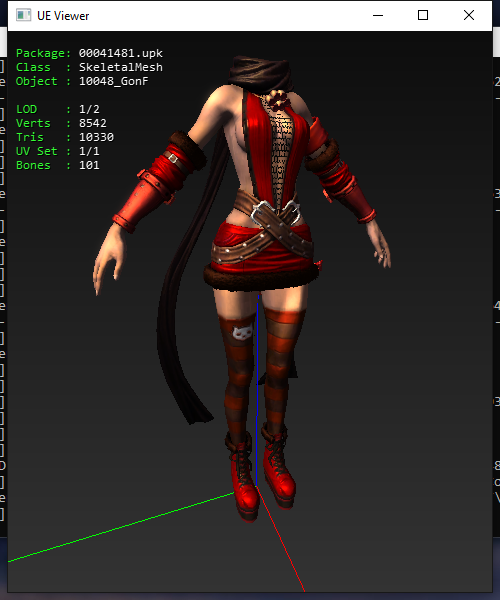 UE Viewer
Package: 00041481.upk
Class  : SkeletalMesh
Object : 10048_GonF
LOD    : 1/2
Verts  : 8542
Tris   : 10330
UV Set : 1/1
Bones  : 101